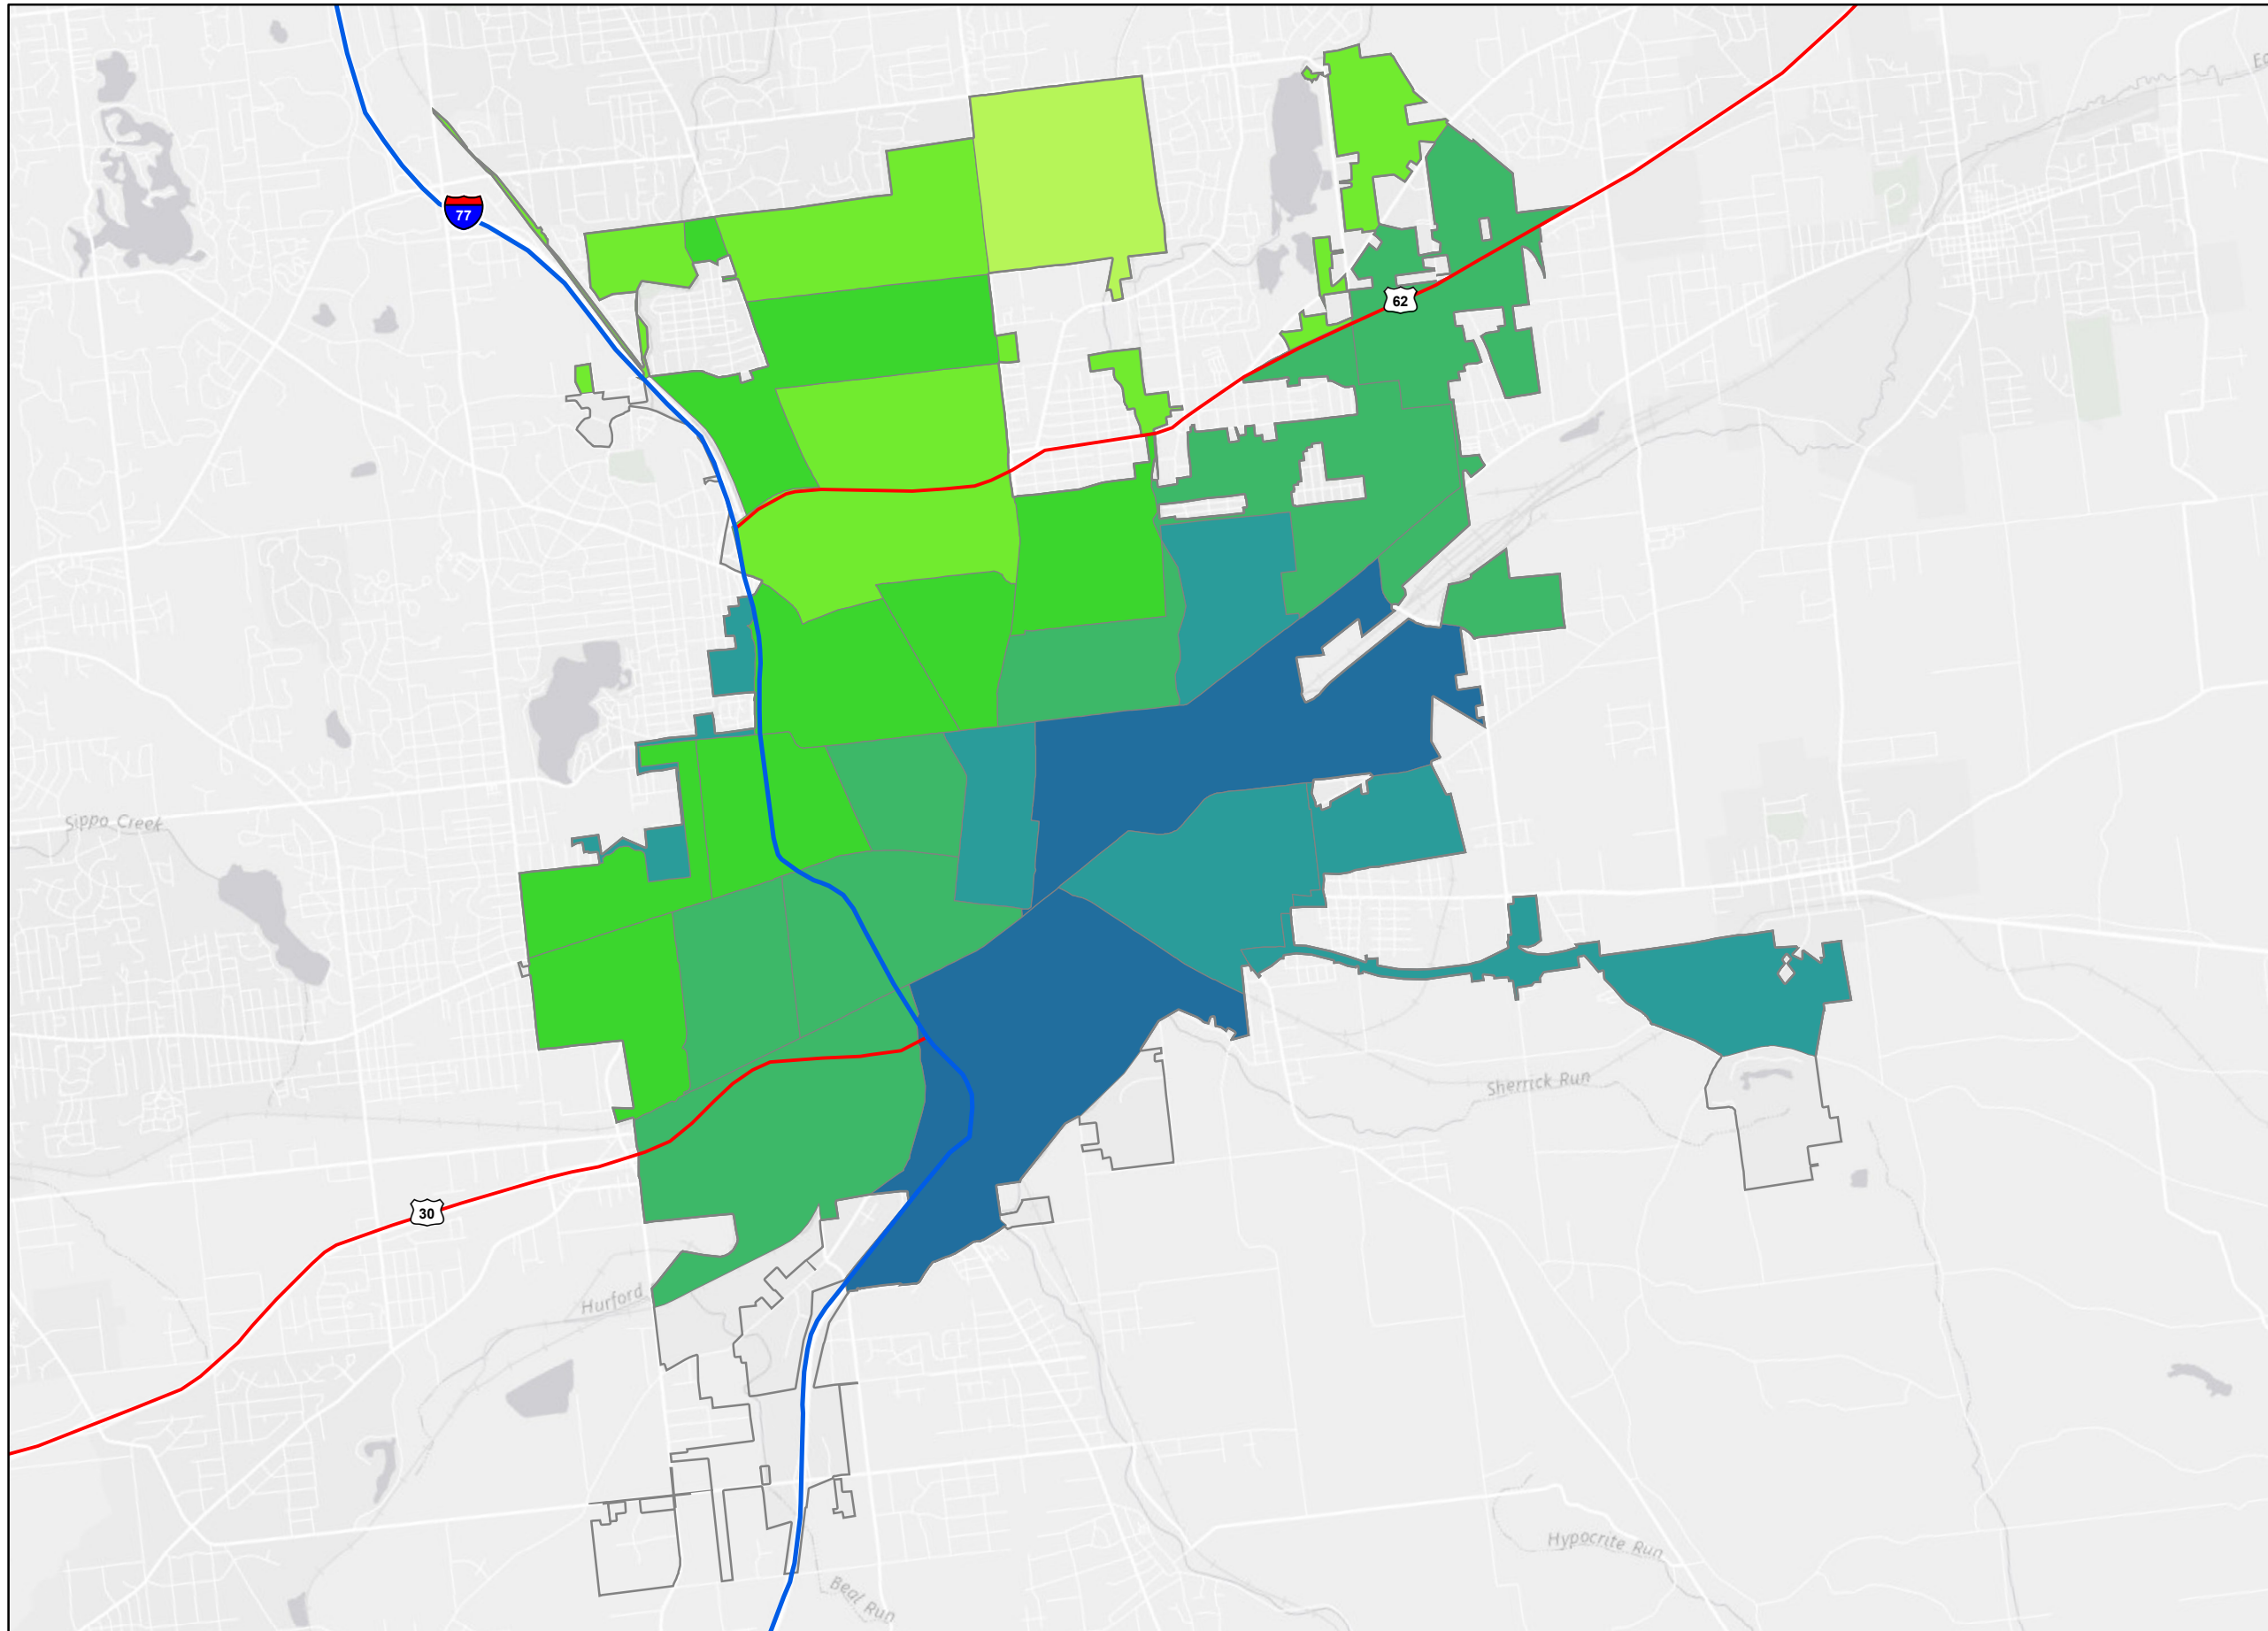 77
62
Sippo Creek
Sherrick Run
30
Hurford
Hypocrite Run
Beal Run